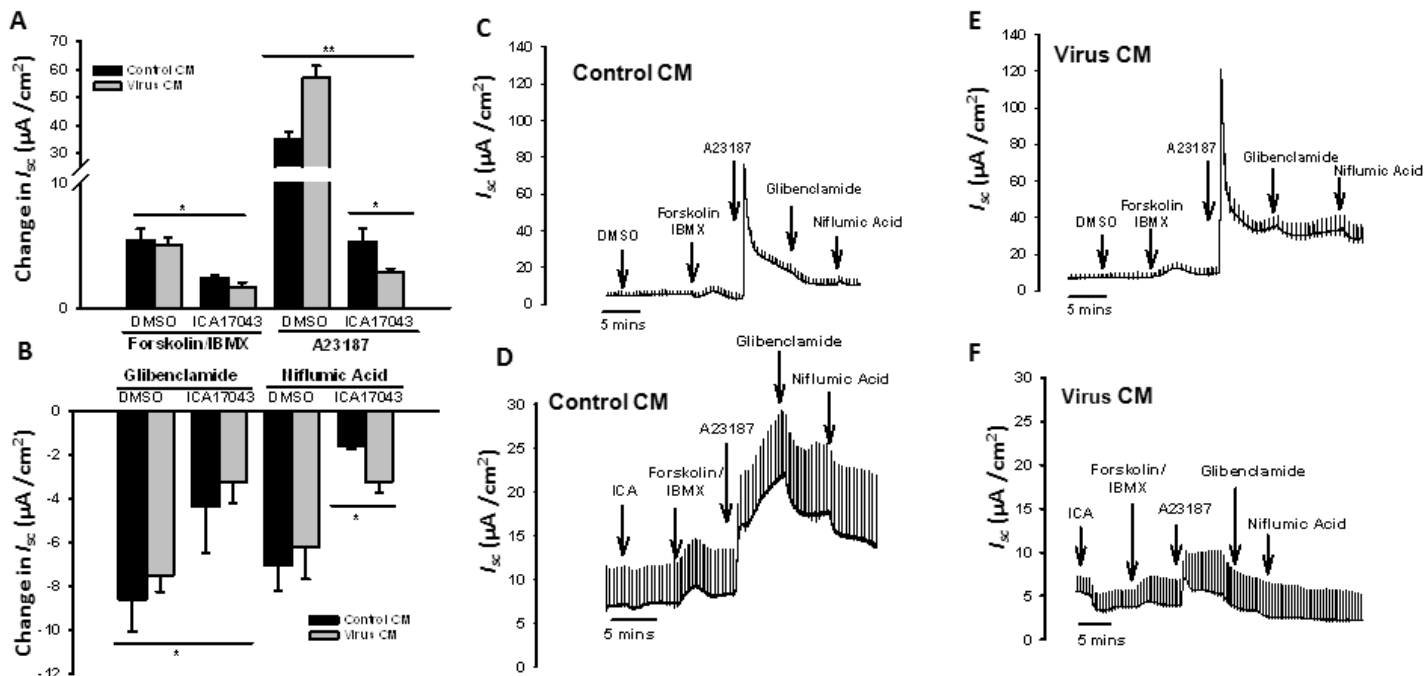 A
Change in Isc (µA /cm²)
70
60
50
40
30
10
0
Control CM
Virus CM
*
**
*
DMSO ICA17043 DMSO ICA17043
Forskolin/IBMX A23187
B
Glibenclamide Niflumic Acid
DMSO ICA17043 DMSO ICA17043
Change in Isc (µA /cm²)
0
-2
-4
-6
-8
-10
-12
*
*
Control CM
Virus CM
C
Control CM
Isc (µA /cm²)
140
120
100
80
60
40
20
0
DMSO
Forskolin
IBMX
A23187
Glibenclamide
Niflumic Acid
5 mins
D
Control CM
Isc (µA /cm²)
30
25
20
15
10
5
0
ICA
Forskolin/
IBMX
A23187
Glibenclamide
Niflumic Acid
5 mins
E
Virus CM
Isc (µA /cm²)
140
120
100
80
60
40
20
0
DMSO
Forskolin
IBMX
A23187
Glibenclamide
Niflumic Acid
5 mins
F
Virus CM
Isc (µA /cm²)
30
25
20
15
10
5
0
ICA
Forskolin/
IBMX
A23187
Glibenclamide
Niflumic Acid
5 mins